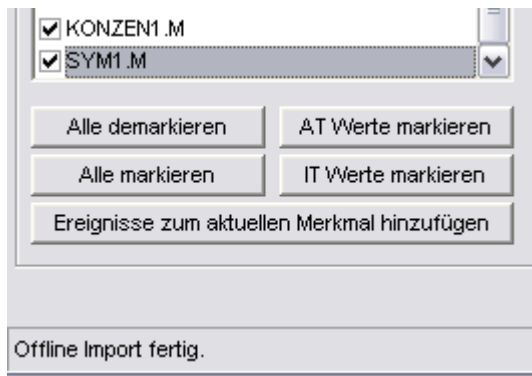 KONZEN1.M
SYM1.M
Alle demarkieren
AT Werte markieren
Alle markieren
IT Werte markieren
Ereignisse zum aktuellen Merkmal hinzufügen
Offline Import fertig.